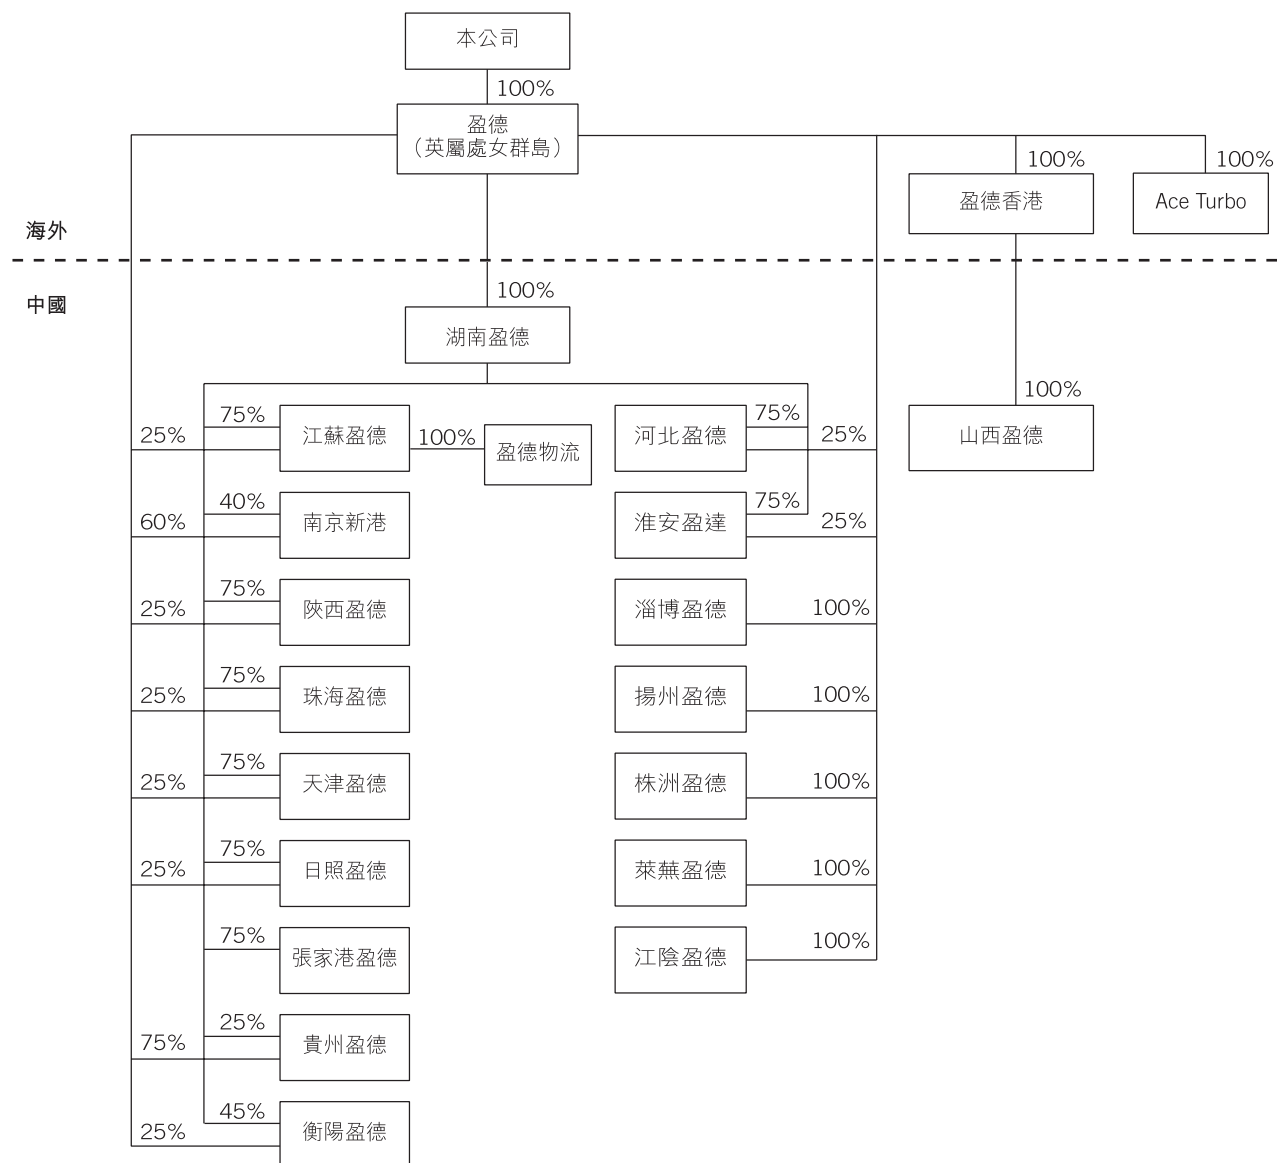 本公司
100%
盈德
（英屬處女群島）
100%
100%
盈德香港
Ace Turbo
海外
中國
100%
湖南盈德
100%
75%
25%
江蘇盈德
100%
盈德物流
75%
河北盈德
25%
山西盈德
40%
60%
南京新港
75%
淮安盈達
25%
75%
25%
陝西盈德
淄博盈德
100%
75%
25%
珠海盈德
揚州盈德
100%
75%
25%
天津盈德
株洲盈德
100%
75%
25%
日照盈德
萊蕪盈德
100%
75%
張家港盈德
江陰盈德
100%
25%
75%
貴州盈德
45%
25%
衡陽盈德